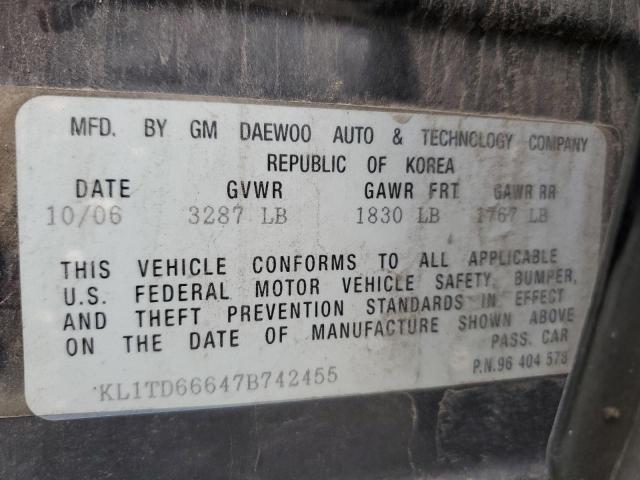 MFD. BY GM DAEWOO AUTO & TECHNOLOGY COMPANY
REPUBLIC OF KOREA
DATE GVWR GAWR FRT GAWR RR
10/06 3287 LB 1830 LB 1767 LB
THIS VEHICLE CONFORMS TO ALL APPLICABLE
U.S. FEDERAL MOTOR VEHICLE SAFETY, BUMPER,
AND THEFT PREVENTION STANDARDS IN EFFECT
ON THE DATE OF MANUFACTURE SHOWN ABOVE
PASS. CAR
KL1TD66647B742455
P.N.96 404 578